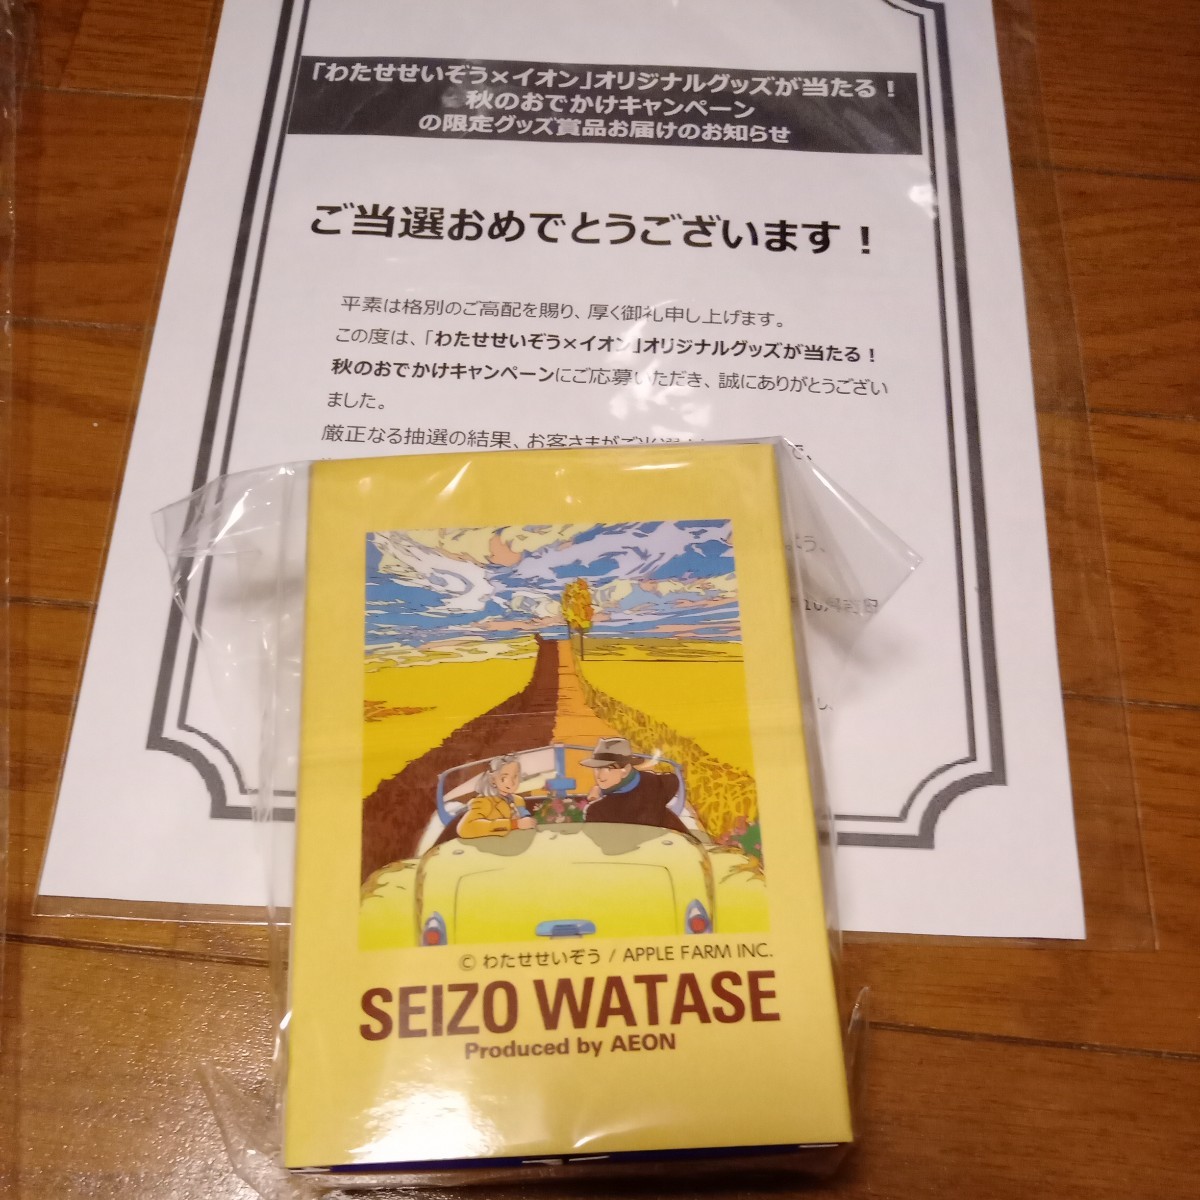 「わたせせいぞう×イオン」オリジナルグッズが当たる！
秋のおでかけキャンペーン
の限定グッズ賞品お届けのお知らせ
ご当選おめでとうございます！
平素は格別のご高配を賜り、厚く御礼申し上げます。
この度は、「わたせせいぞう×イオン」オリジナルグッズが当たる！
秋のおでかけキャンペーンにご応募いただき、誠にありがとうござい
ました。
厳正なる抽選の結果、お客さまがご当選
© わたせせいぞう / APPLE FARM INC.
SEIZO WATASE
Produced by AEON